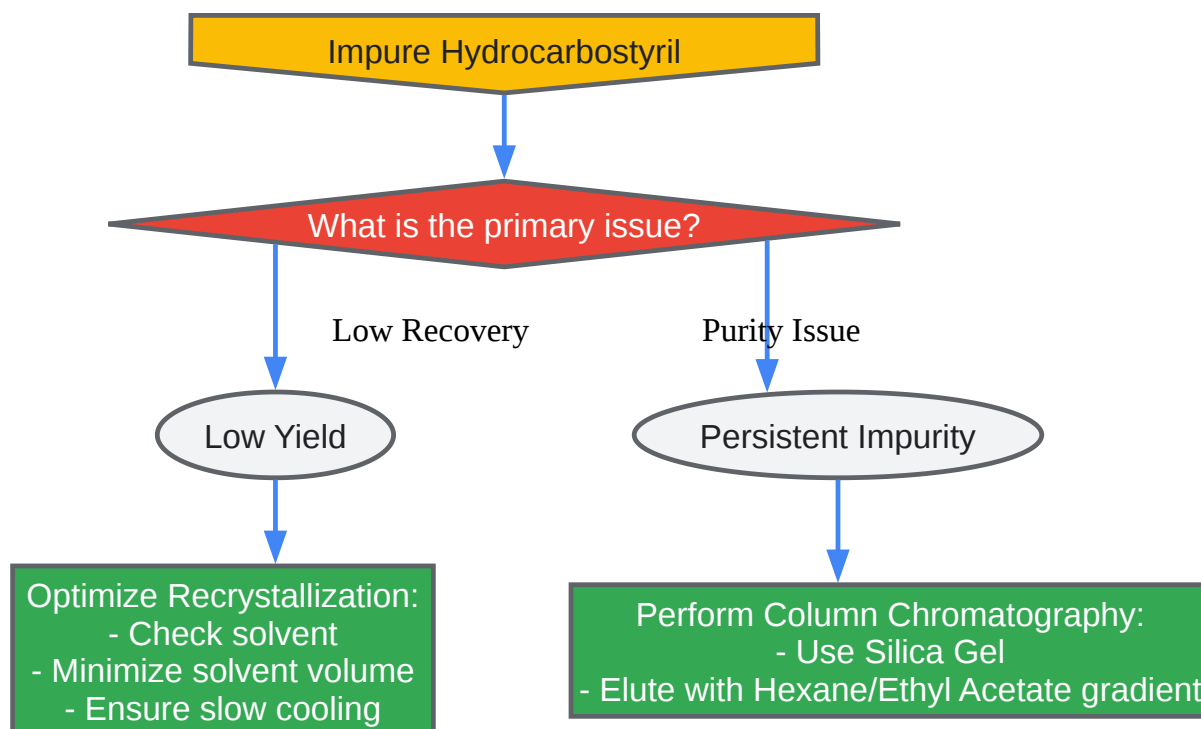 Impure Hydrocarbostyril
What is the primary issue?
Low Recovery
Purity Issue
Low Yield
Persistent Impurity
Optimize Recrystallization:
- Check solvent
- Minimize solvent volume
- Ensure slow cooling
Perform Column Chromatography:
- Use Silica Gel
- Elute with Hexane/Ethyl Acetate gradient